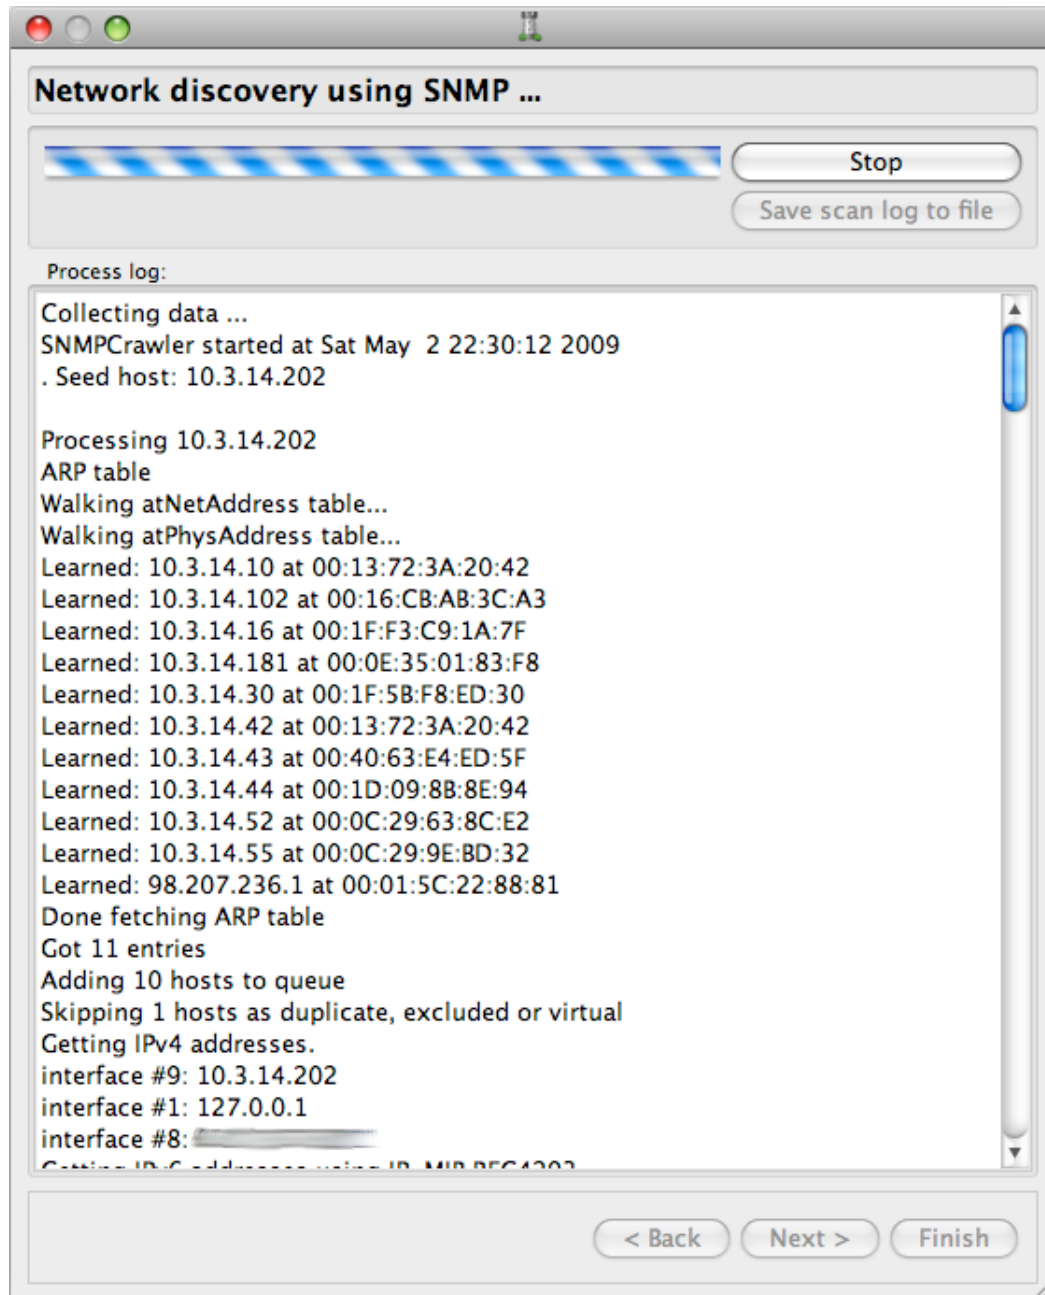 Network discovery using SNMP ...
Stop
Save scan log to file
Process log:
Collecting data ...
SNMPCrawler started at Sat May  2 22:30:12 2009
. Seed host: 10.3.14.202
Processing 10.3.14.202
ARP table
Walking atNetAddress table...
Walking atPhysAddress table...
Learned: 10.3.14.10 at 00:13:72:3A:20:42
Learned: 10.3.14.102 at 00:16:CB:AB:3C:A3
Learned: 10.3.14.16 at 00:1F:F3:C9:1A:7F
Learned: 10.3.14.181 at 00:0E:35:01:83:F8
Learned: 10.3.14.30 at 00:1F:5B:F8:ED:30
Learned: 10.3.14.42 at 00:13:72:3A:20:42
Learned: 10.3.14.43 at 00:40:63:E4:ED:5F
Learned: 10.3.14.44 at 00:1D:09:8B:8E:94
Learned: 10.3.14.52 at 00:0C:29:63:8C:E2
Learned: 10.3.14.55 at 00:0C:29:9E:BD:32
Learned: 98.207.236.1 at 00:01:5C:22:88:81
Done fetching ARP table
Got 11 entries
Adding 10 hosts to queue
Skipping 1 hosts as duplicate, excluded or virtual
Getting IPv4 addresses.
interface #9: 10.3.14.202
interface #1: 127.0.0.1
interface #8:
Getting IPv6 addresses using IP-MIB RFC4293
< Back
Next >
Finish